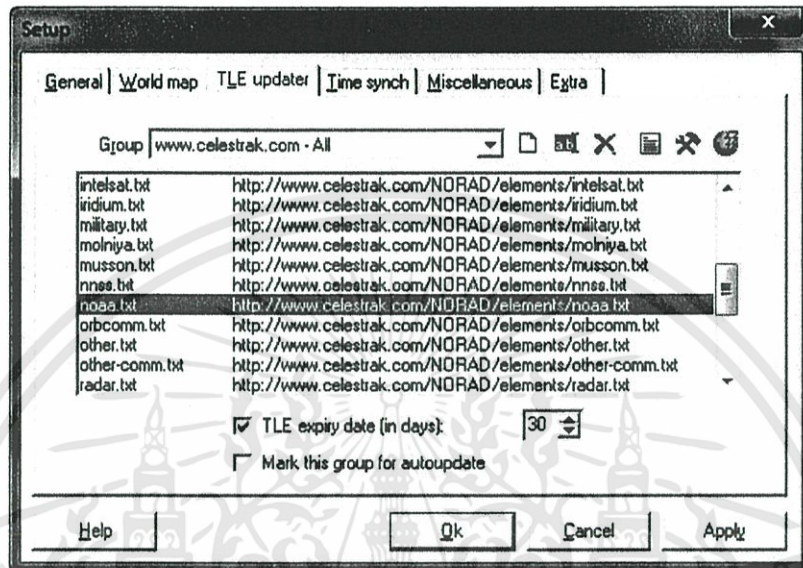 Setup
x
General World map TLE updater Time synch Miscellaneous Extra
Group www.celestrak.com - All
intelsat.txt http://www.celestrak.com/NORAD/elements/intelsat.txt
iridium.txt http://www.celestrak.com/NORAD/elements/iridium.txt
military.txt http://www.celestrak.com/NORAD/elements/military.txt
molniya.txt http://www.celestrak.com/NORAD/elements/molniya.txt
musson.txt http://www.celestrak.com/NORAD/elements/musson.txt
nnss.txt http://www.celestrak.com/NORAD/elements/nnss.txt
noaa.txt http://www.celestrak.com/NORAD/elements/noaa.txt
orbcomm.txt http://www.celestrak.com/NORAD/elements/orbcomm.txt
other.txt http://www.celestrak.com/NORAD/elements/other.txt
other-comm.txt http://www.celestrak.com/NORAD/elements/other-comm.txt
radar.txt http://www.celestrak.com/NORAD/elements/radar.txt
TLE expiry date (in days): 30
Mark this group for autoupdate
Help Ok Cancel Apply